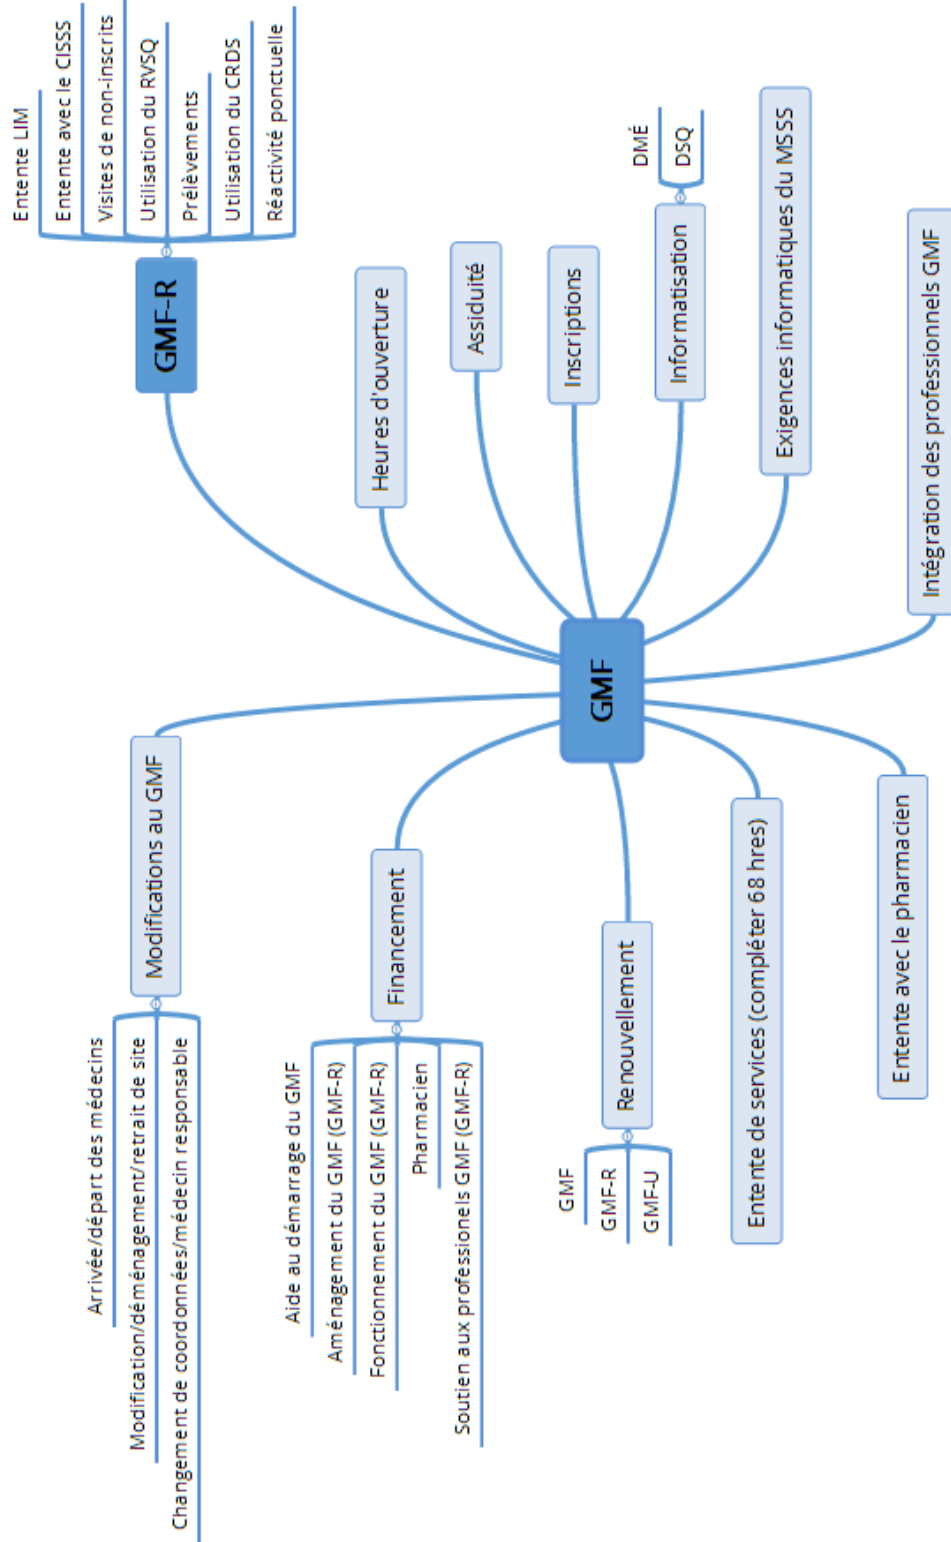 GMF
GMF-R
Entente LIM
Entente avec le CISSS
Visites de non-inscrits
Utilisation du RVSQ
Prélèvements
Utilisation du CRDS
Réactivité ponctuelle
Heures d'ouverture
Assiduité
Inscriptions
Informatisation
DMÉ
DSQ
Exigences informatiques du MSSS
Intégration des professionnels GMF
Modifications au GMF
Arrivée/départ des médecins
Modification/déménagement/retrait de site
Changement de coordonnées/médecin responsable
Financement
Aide au démarrage du GMF
Aménagement du GMF (GMF-R)
Fonctionnement du GMF (GMF-R)
Pharmacien
Soutien aux professionels GMF (GMF-R)
Renouvellement
GMF
GMF-R
GMF-U
Entente de services (compléter 68 hres)
Entente avec le pharmacien